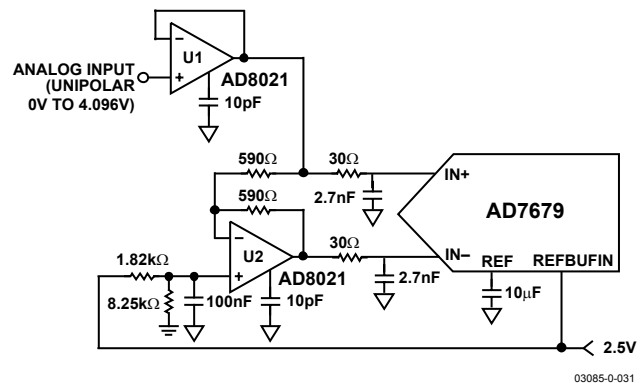 U1
ANALOG INPUT
(UNIPOLAR
0V TO 4.096V)
AD8021
10pF
590Ω
30Ω
IN+
590Ω
2.7nF
AD7679
U2
30Ω
IN–
1.82kΩ
AD8021
REF
REFBUFIN
2.7nF
8.25kΩ
100nF
10pF
10μF
2.5V
03085-0-031